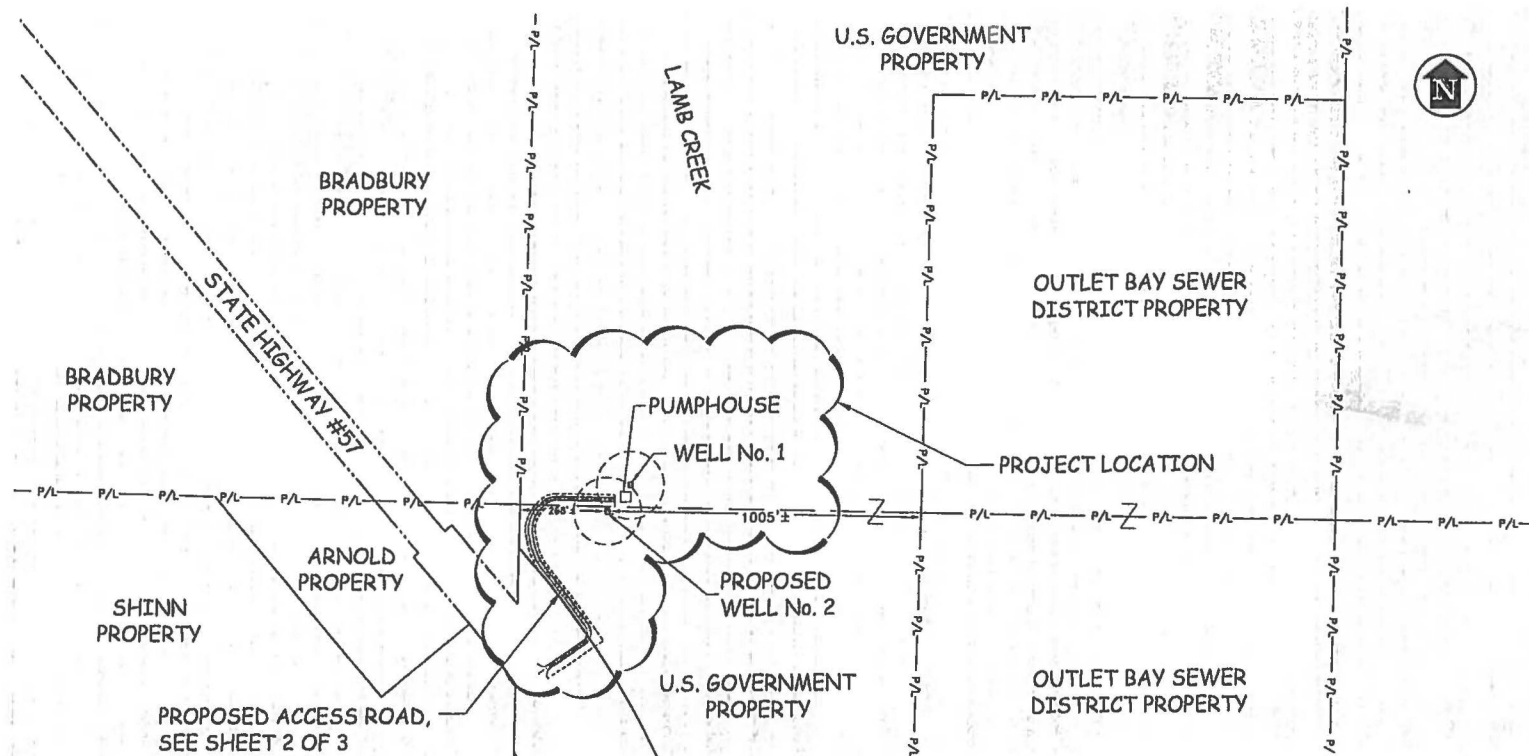 U.S. GOVERNMENT
PROPERTY
N
LAMB CREEK
BRADBURY
PROPERTY
STATE HIGHWAY #57
OUTLET BAY SEWER
DISTRICT PROPERTY
BRADBURY
PROPERTY
PUMPHOUSE
WELL No. 1
PROJECT LOCATION
P/L P/L P/L P/L P/L P/L P/L P/L
1005'±
ARNOLD
PROPERTY
SHINN
PROPERTY
PROPOSED
WELL No. 2
U.S. GOVERNMENT
PROPERTY
OUTLET BAY SEWER
DISTRICT PROPERTY
PROPOSED ACCESS ROAD,
SEE SHEET 2 OF 3